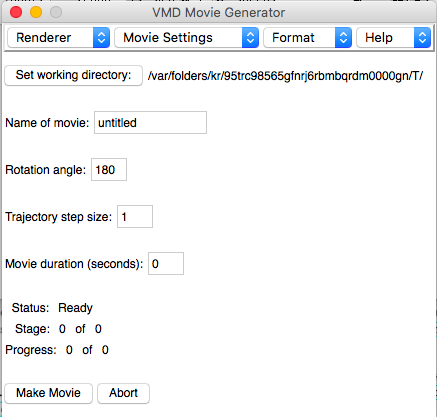 VMD Movie Generator
Renderer Movie Settings Format Help
Set working directory: /var/folders/kr/95trc98565gfnrj6rbmbqrdm0000gn/T/
Name of movie: untitled
Rotation angle: 180
Trajectory step size: 1
Movie duration (seconds): 0
Status: Ready
Stage: 0 of 0
Progress: 0 of 0
Make Movie Abort